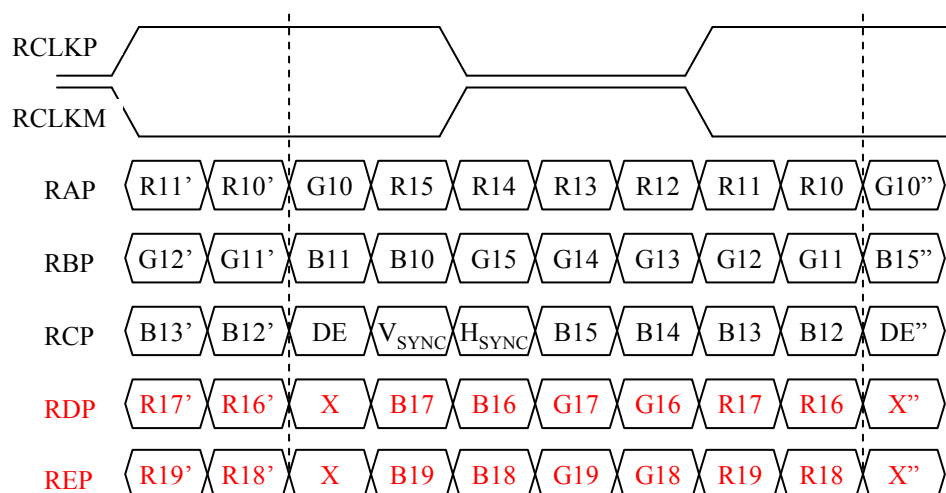 RCLKP
RCLKM
RAP R11’ R10’ G10 R15 R14 R13 R12 R11 R10 G10”
RBP G12’ G11’ B11 B10 G15 G14 G13 G12 G11 B15”
RCP B13’ B12’ DE VSYNC HSYNC B15 B14 B13 B12 DE”
RDP R17’ R16’ X B17 B16 G17 G16 R17 R16 X”
REP R19’ R18’ X B19 B18 G19 G18 R19 R18 X”